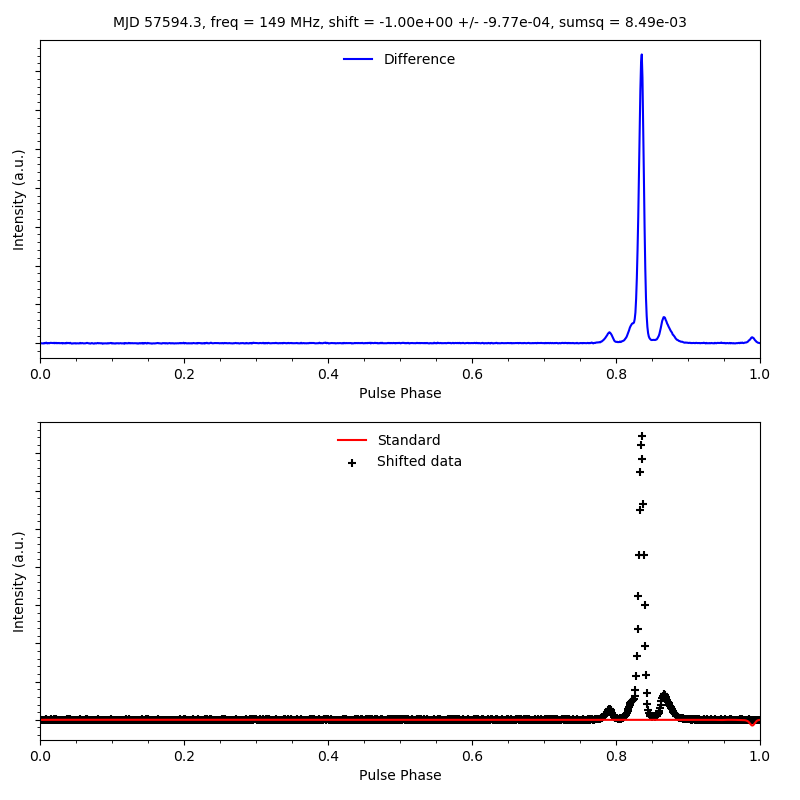 MJD 57594.3, freq = 149 MHz, shift = -1.00e+00 +/- -9.77e-04, sumsq = 8.49e-03
Difference
Intensity (a.u.)
0.0 0.2 0.4 0.6 0.8 1.0
Pulse Phase
Standard
Shifted data
Intensity (a.u.)
0.0 0.2 0.4 0.6 0.8 1.0
Pulse Phase